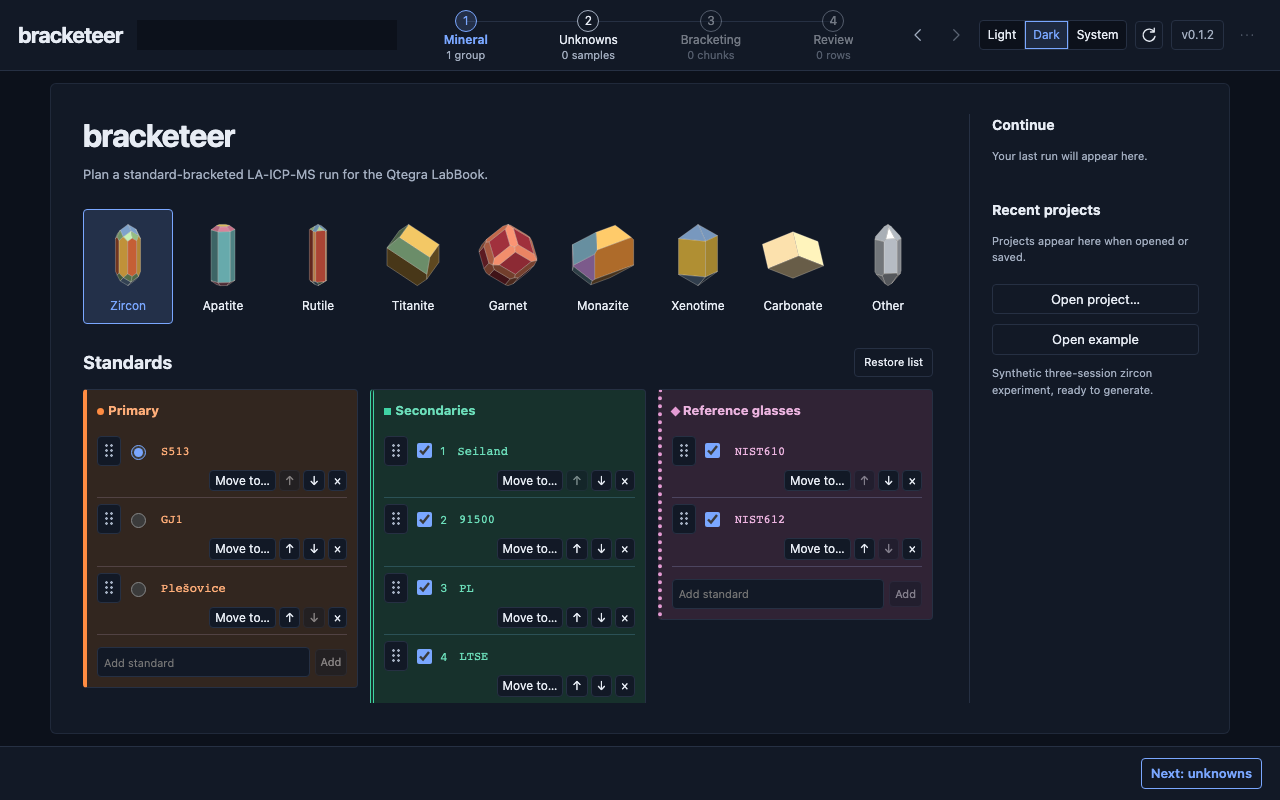 bracketeer
1
Mineral
1 group
2
Unknowns
0 samples
3
Bracketing
0 chunks
4
Review
0 rows
Light
Dark
System
v0.1.2
...
bracketeer
Plan a standard-bracketed LA-ICP-MS run for the Qtegra LabBook.
Zircon
Apatite
Rutile
Titanite
Garnet
Monazite
Xenotime
Carbonate
Other
Standards
Restore list
Primary
S513
Move to... ↑ ↓ ×
GJ1
Move to... ↑ ↓ ×
Plešovice
Move to... ↑ ↓ ×
Add standard
Add
Secondaries
1 Seiland
Move to... ↑ ↓ ×
2 91500
Move to... ↑ ↓ ×
3 PL
Move to... ↑ ↓ ×
4 LTSE
Move to... ↑ ↓ ×
Reference glasses
NIST610
Move to... ↑ ↓ ×
NIST612
Move to... ↑ ↓ ×
Add standard
Add
Continue
Your last run will appear here.
Recent projects
Projects appear here when opened or
saved.
Open project...
Open example
Synthetic three-session zircon
experiment, ready to generate.
Next: unknowns